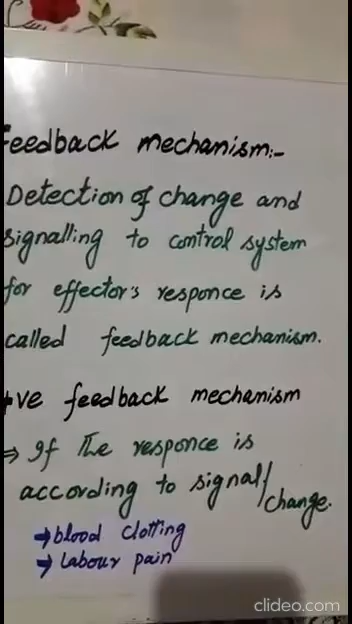 Feedback mechanism:-
Detection of change and
signalling to control system
for effector's responce is
called feedback mechanism.
+ve feedback mechanism
⇒ If the responce is
according to signal/
change.
→ blood clotting
→ Labour pain
clideo.com